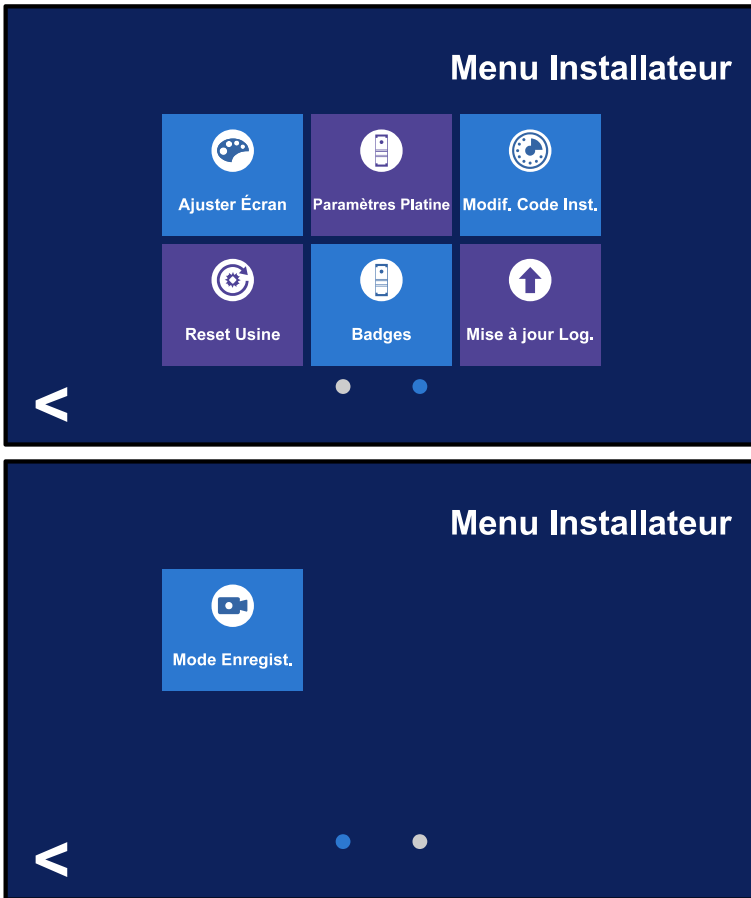 Menu Installateur
Ajuster Écran
Paramètres Platine
Modif. Code Inst.
Reset Usine
Badges
Mise à jour Log.
<
Menu Installateur
Mode Enregist.
<